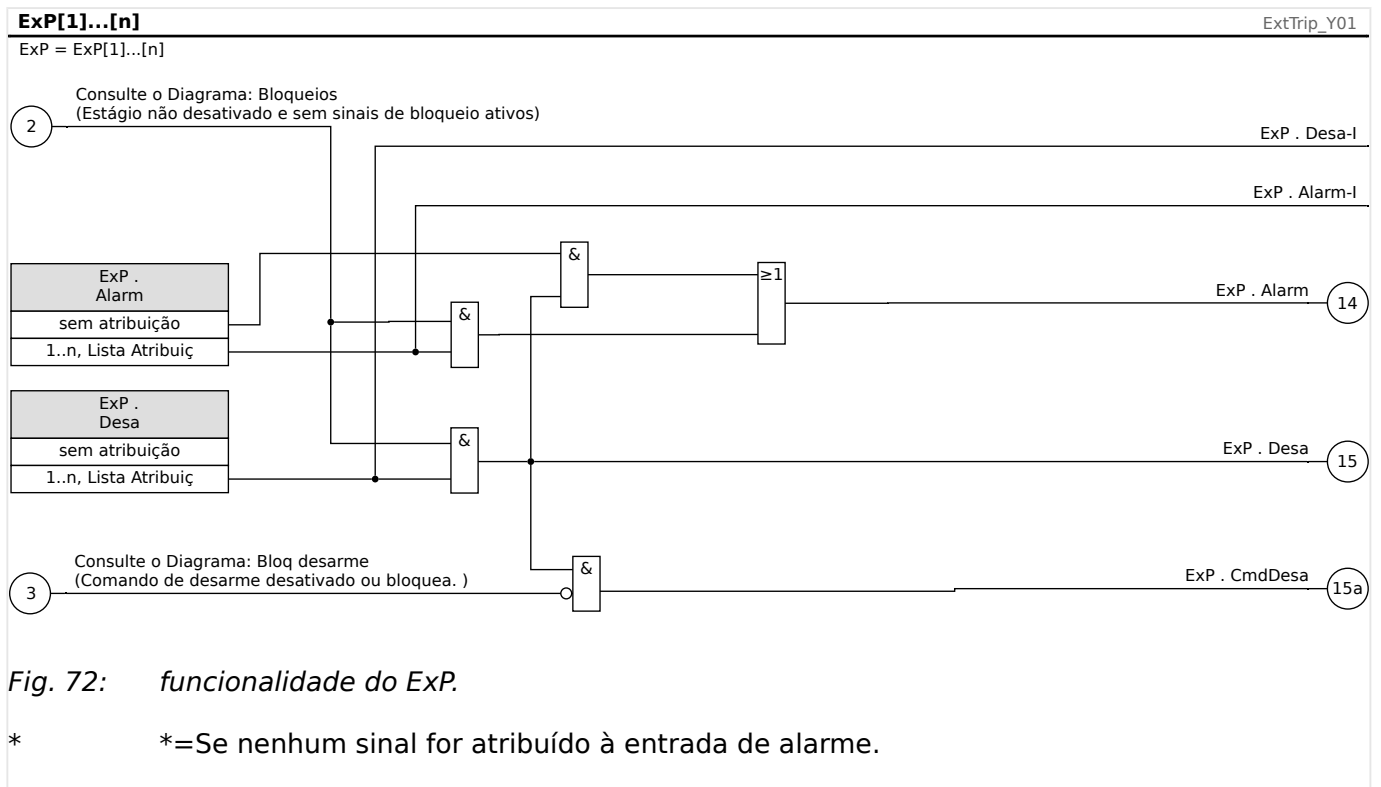 ExP[1]...[n]
ExtTrip_Y01
ExP = ExP[1]...[n]
Consulte o Diagrama: Bloqueios
(Estágio não desativado e sem sinais de bloqueio ativos)
2
ExP . Desa-I
ExP . Alarm-I
&
≥1
ExP .
Alarm
sem atribuição
1..n, Lista Atribuiç
&
ExP . Alarm
14
ExP .
Desa
sem atribuição
1..n, Lista Atribuiç
&
ExP . Desa
15
Consulte o Diagrama: Bloq desarme
(Comando de desarme desativado ou bloquea. )
3
&
ExP . CmdDesa
15a
Fig. 72: funcionalidade do ExP.
* *=Se nenhum sinal for atribuído à entrada de alarme.